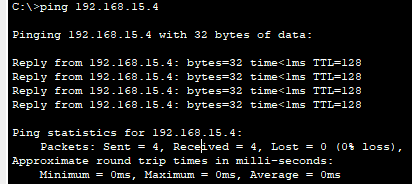 C:\>ping 192.168.15.4
Pinging 192.168.15.4 with 32 bytes of data:
Reply from 192.168.15.4: bytes=32 time<1ms TTL=128
Reply from 192.168.15.4: bytes=32 time<1ms TTL=128
Reply from 192.168.15.4: bytes=32 time<1ms TTL=128
Reply from 192.168.15.4: bytes=32 time<1ms TTL=128
Ping statistics for 192.168.15.4:
Packets: Sent = 4, Received = 4, Lost = 0 (0% loss),
Approximate round trip times in milli-seconds:
Minimum = 0ms, Maximum = 0ms, Average = 0ms